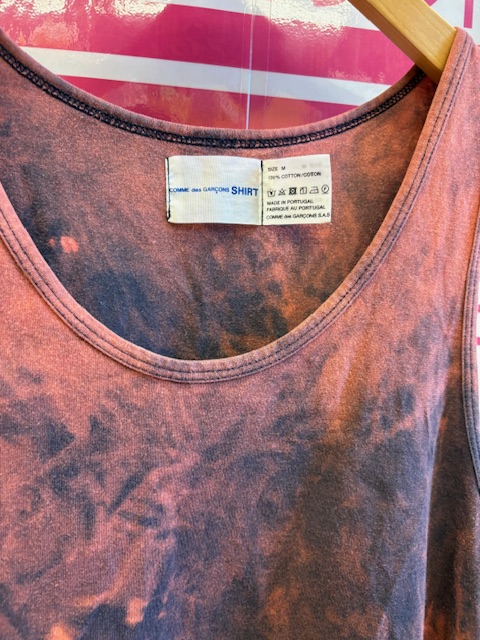 COMME des GARÇONS SHIRT
SIZE M
100% COTTON/COTON
MADE IN PORTUGAL
FABRIQUE AU PORTUGAL
COMME des GARÇONS S.A.S